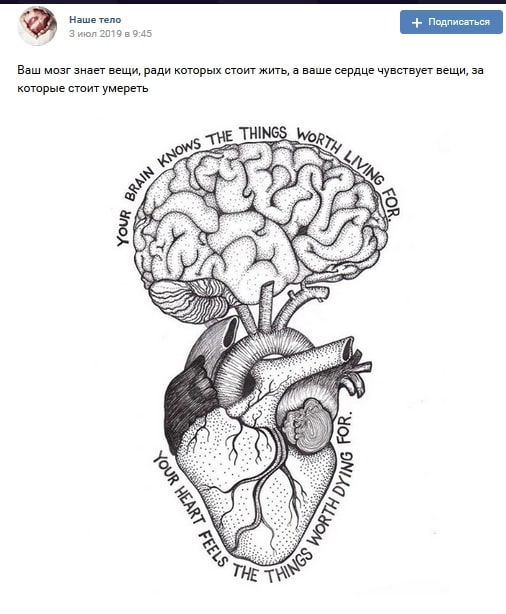 Наше тело
3 июл 2019 в 9:45
+ Подписаться
Ваш мозг знает вещи, ради которых стоит жить, а ваше сердце чувствует вещи, за
которые стоит умереть
YOUR BRAIN KNOWS THE THINGS WORTH LIVING FOR.
YOUR HEART FEELS THE THINGS WORTH DYING FOR.